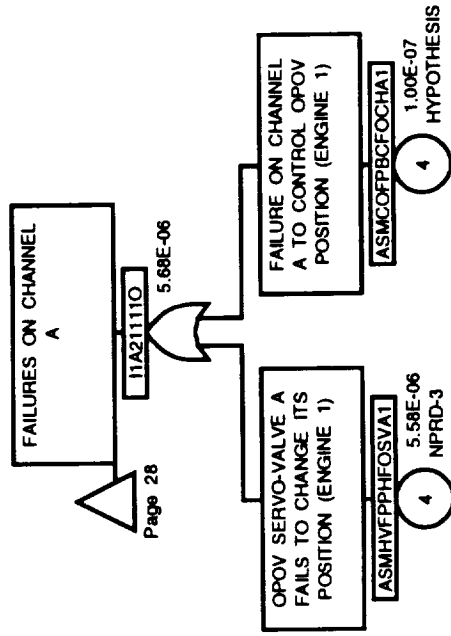 FAILURES ON CHANNEL
A
I1A21111O
5.68E-06
Page 28
OPOV SERVO-VALVE A
FAILS TO CHANGE ITS
POSITION (ENGINE 1)
ASMHVFPPHFOSVA1
5.58E-06
NPRD-3
4
FAILURE ON CHANNEL
A TO CONTROL OPOV
POSITION (ENGINE 1)
ASMCOFPBCFOCHA1
1.00E-07
HYPOTHESIS
4